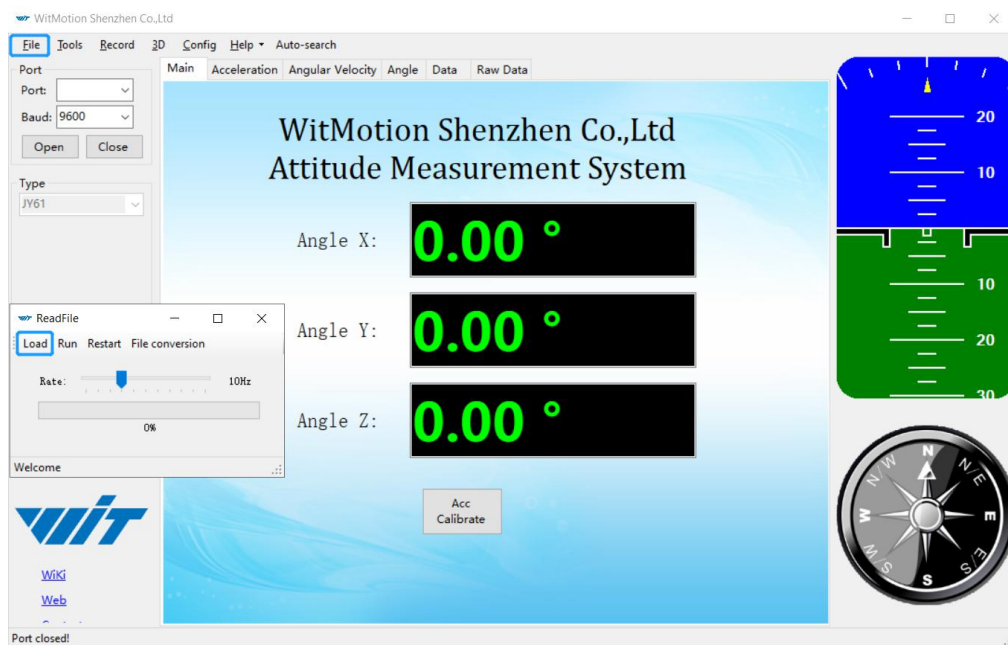 WitMotion Shenzhen Co.,Ltd
File Tools Record 3D Config Help Auto-search
Port
Port:
Baud: 9600
Open Close
Type
JY61
Main Acceleration Angular Velocity Angle Data Raw Data
WitMotion Shenzhen Co.,Ltd
Attitude Measurement System
Angle X: 0.00 °
Angle Y: 0.00 °
Angle Z: 0.00 °
Acc
Calibrate
ReadFile
Load Run Restart File conversion
Rate: 10Hz
0%
Welcome
WIT
WiKi
Web
Port closed!
20
10
10
20
30
N
N/E
E
E/S
S/E
S
S/W
W/S
W
N/W